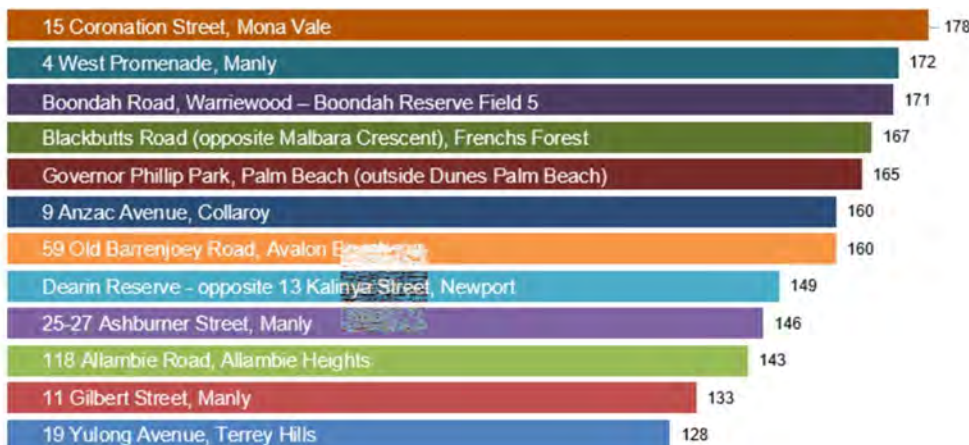 15 Coronation Street, Mona Vale 178
4 West Promenade, Manly 172
Boondah Road, Warriewood – Boondah Reserve Field 5 171
Blackbutts Road (opposite Malbara Crescent), Frenchs Forest 167
Governor Phillip Park, Palm Beach (outside Dunes Palm Beach) 165
9 Anzac Avenue, Collaroy 160
59 Old Barrenjoey Road, Avalon 160
Dearin Reserve - opposite 13 Kalinya Street, Newport 149
25-27 Ashburner Street, Manly 146
118 Allambie Road, Allambie Heights 143
11 Gilbert Street, Manly 133
19 Yulong Avenue, Terrey Hills 128